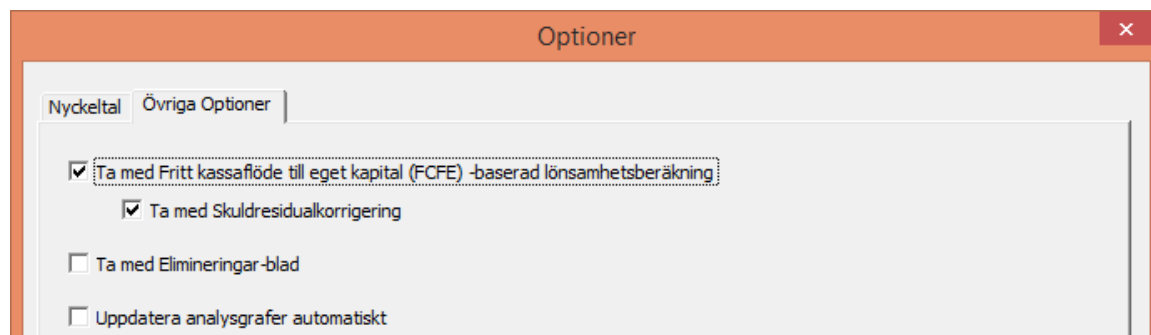 Optioner
Nyckeltal
Övriga Optioner
Ta med Fritt kassaflöde till eget kapital (FCFE) -baserad lönsamhetsberäkning
Ta med Skuldresidualkorrigering
Ta med Elimineringar-blad
Uppdatera analysgrafer automatiskt